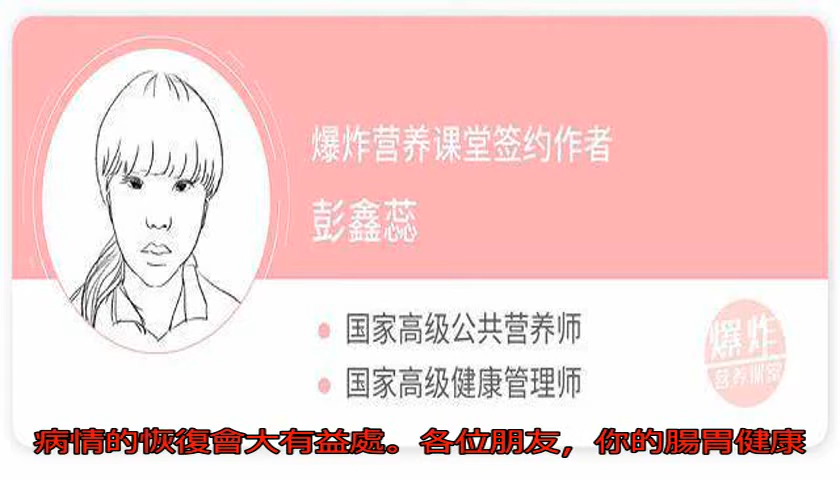 爆炸营养课堂签约作者
彭鑫蕊
国家高级公共营养师
国家高级健康管理师
爆炸
营养课堂
病情的恢復會大有益處。各位朋友，你的腸胃健康